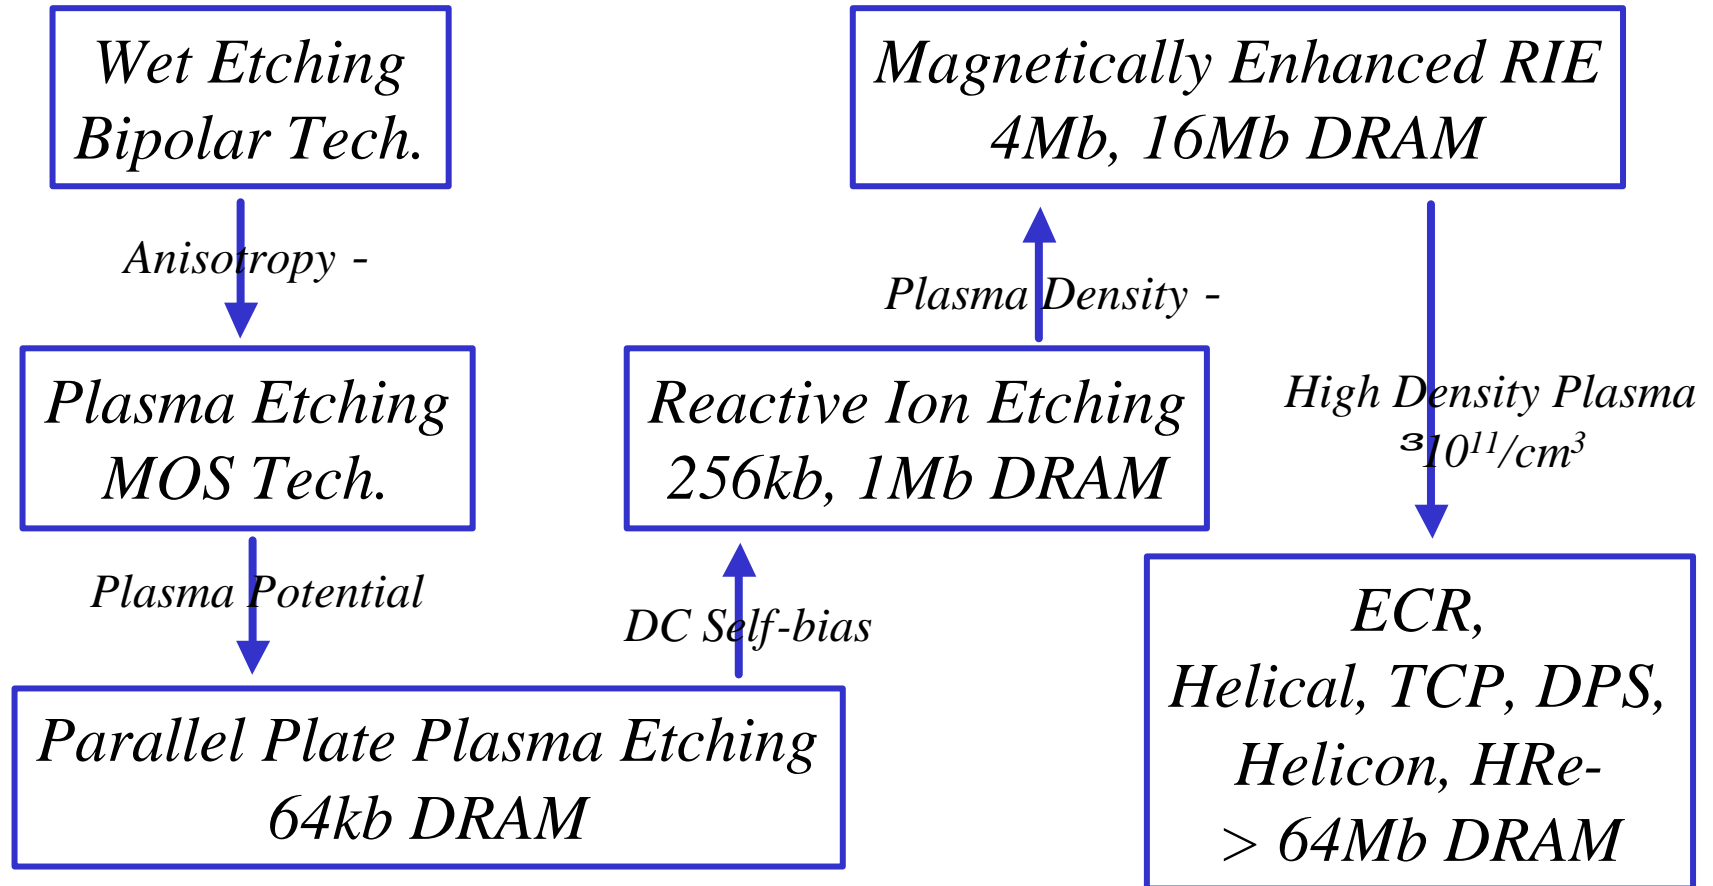 Wet Etching
Bipolar Tech.
Anisotropy -
Plasma Etching
MOS Tech.
Plasma Potential
Parallel Plate Plasma Etching
64kb DRAM
DC Self-bias
Reactive Ion Etching
256kb, 1Mb DRAM
Plasma Density -
Magnetically Enhanced RIE
4Mb, 16Mb DRAM
High Density Plasma
³10¹¹/cm³
ECR,
Helical, TCP, DPS,
Helicon, HRe-
> 64Mb DRAM